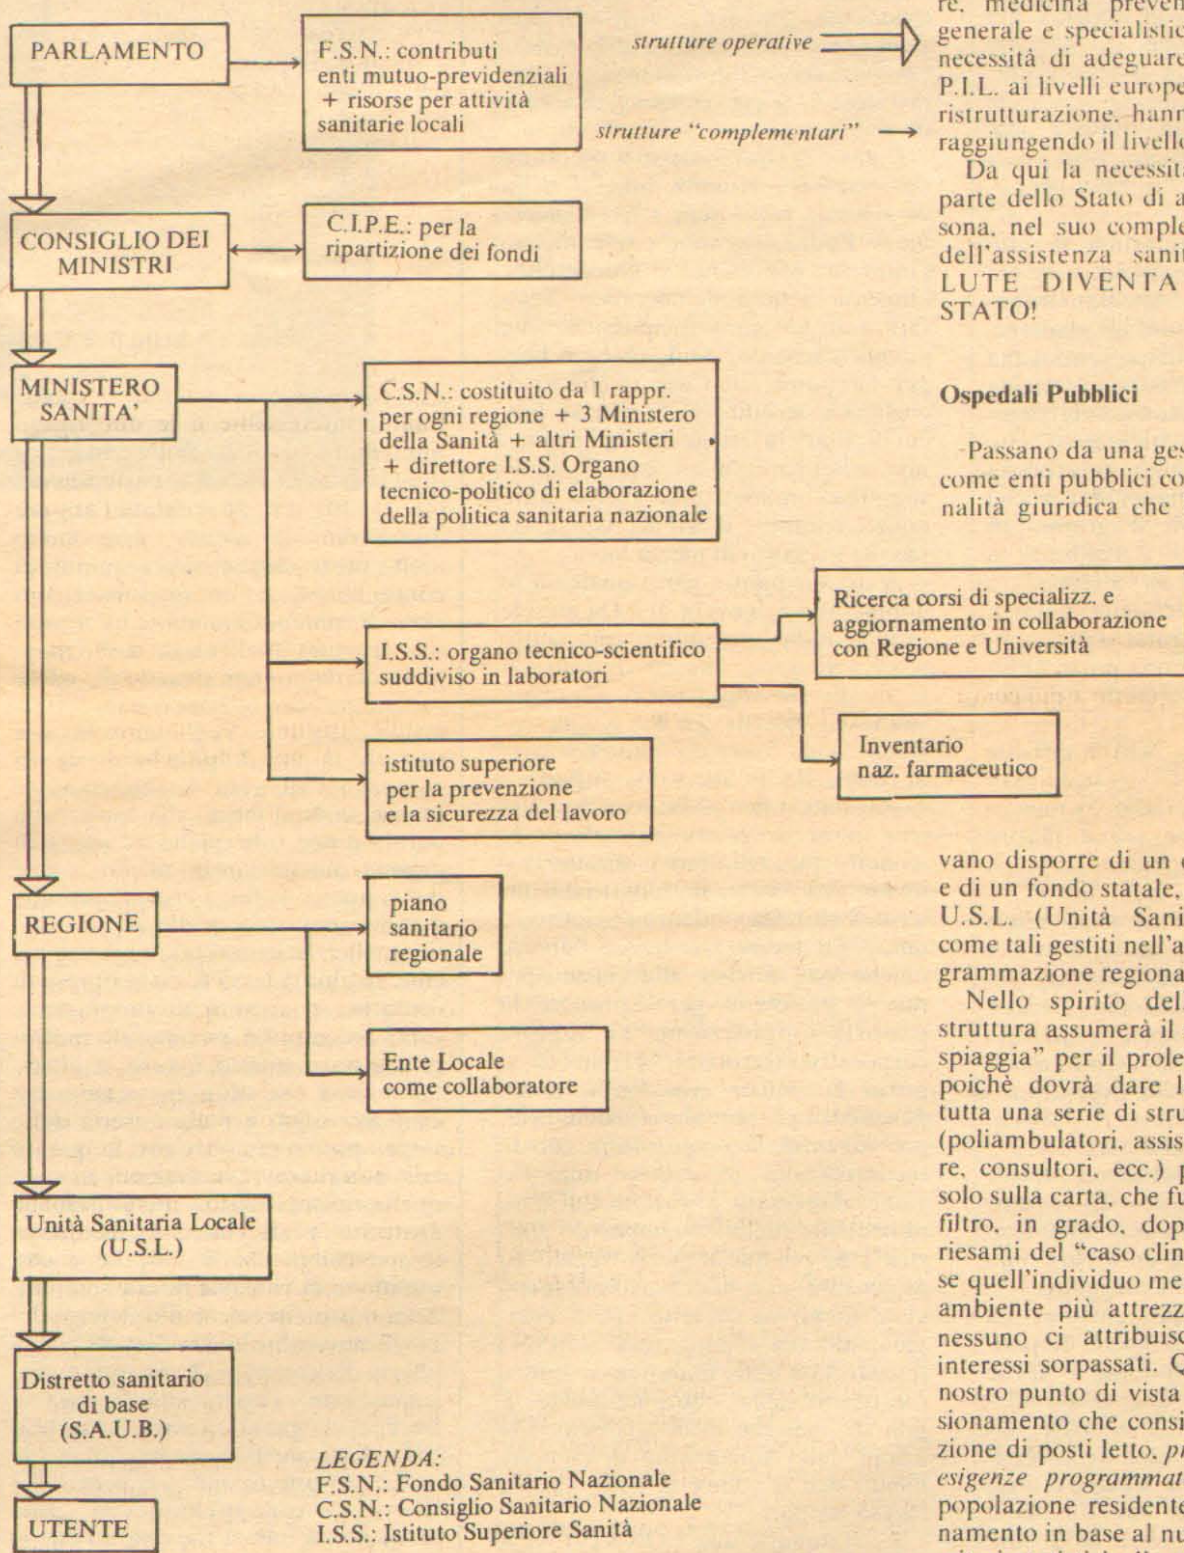 PARLAMENTO
F.S.N.: contributi
enti mutuo-previdenziali
+ risorse per attività
sanitarie locali
strutture operative
strutture "complementari"
CONSIGLIO DEI
MINISTRI
C.I.P.E.: per la
ripartizione dei fondi
MINISTERO
SANITA'
C.S.N.: costituito da 1 rappr.
per ogni regione + 3 Ministero
della Sanità + altri Ministeri
+ direttore I.S.S. Organo
tecnico-politico di elaborazione
della politica sanitaria nazionale
I.S.S.: organo tecnico-scientifico
suddiviso in laboratori
Ricerca corsi di specializz. e
aggiornamento in collaborazione
con Regione e Università
Inventario
naz. farmaceutico
istituto superiore
per la prevenzione
e la sicurezza del lavoro
REGIONE
piano
sanitario
regionale
Ente Locale
come collaboratore
Unità Sanitaria Locale
(U.S.L.)
Distretto sanitario
di base
(S.A.U.B.)
UTENTE
LEGENDA:
F.S.N.: Fondo Sanitario Nazionale
C.S.N.: Consiglio Sanitario Nazionale
I.S.S.: Istituto Superiore Sanità
re, medicina preven
generale e specialistic
necessità di adeguare
P.I.L. ai livelli europe
ristrutturazione, hann
raggiungendo il livello
Da qui la necessità
parte dello Stato di a
sona, nel suo comple
dell'assistenza sanit
LUTE DIVENTA
STATO!
Ospedali Pubblici
Passano da una ges
come enti pubblici co
nalità giuridica che
vano disporre di un
e di un fondo statale,
U.S.L. (Unità Sani
come tali gestiti nell'a
grammazione regiona
Nello spirito del
struttura assumerà il
spiaggia" per il prole
poichè dovrà dare l
tutta una serie di stru
(poliambulatori, assis
re, consultori, ecc.) p
solo sulla carta, che fu
filtro, in grado, dop
riesami del "caso clin
se quell'individuo me
ambiente più attrezz
nessuno ci attribuisc
interessi sorpassati. Q
nostro punto di vista
sionamento che consi
zione di posti letto, pr
esigenze programmat
popolazione residente
namento in base al nu